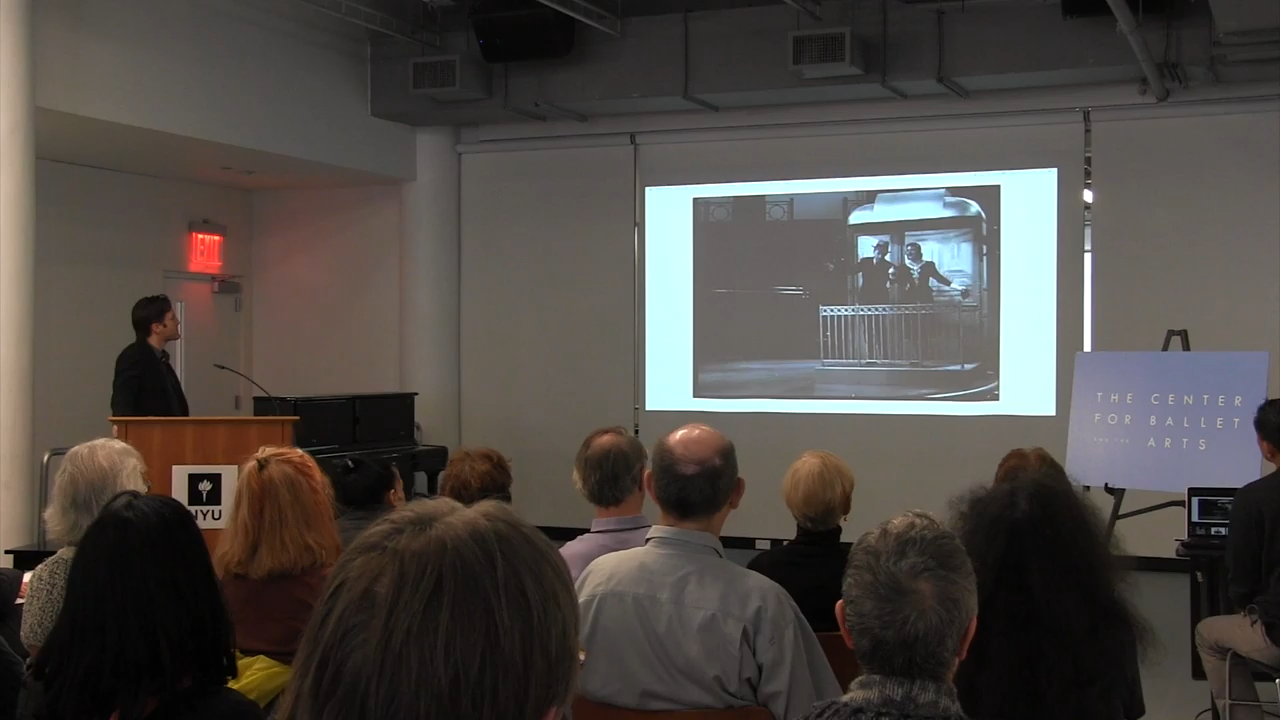 EXIT
NYU
THE CENTER
FOR BALLET
AND THE ARTS